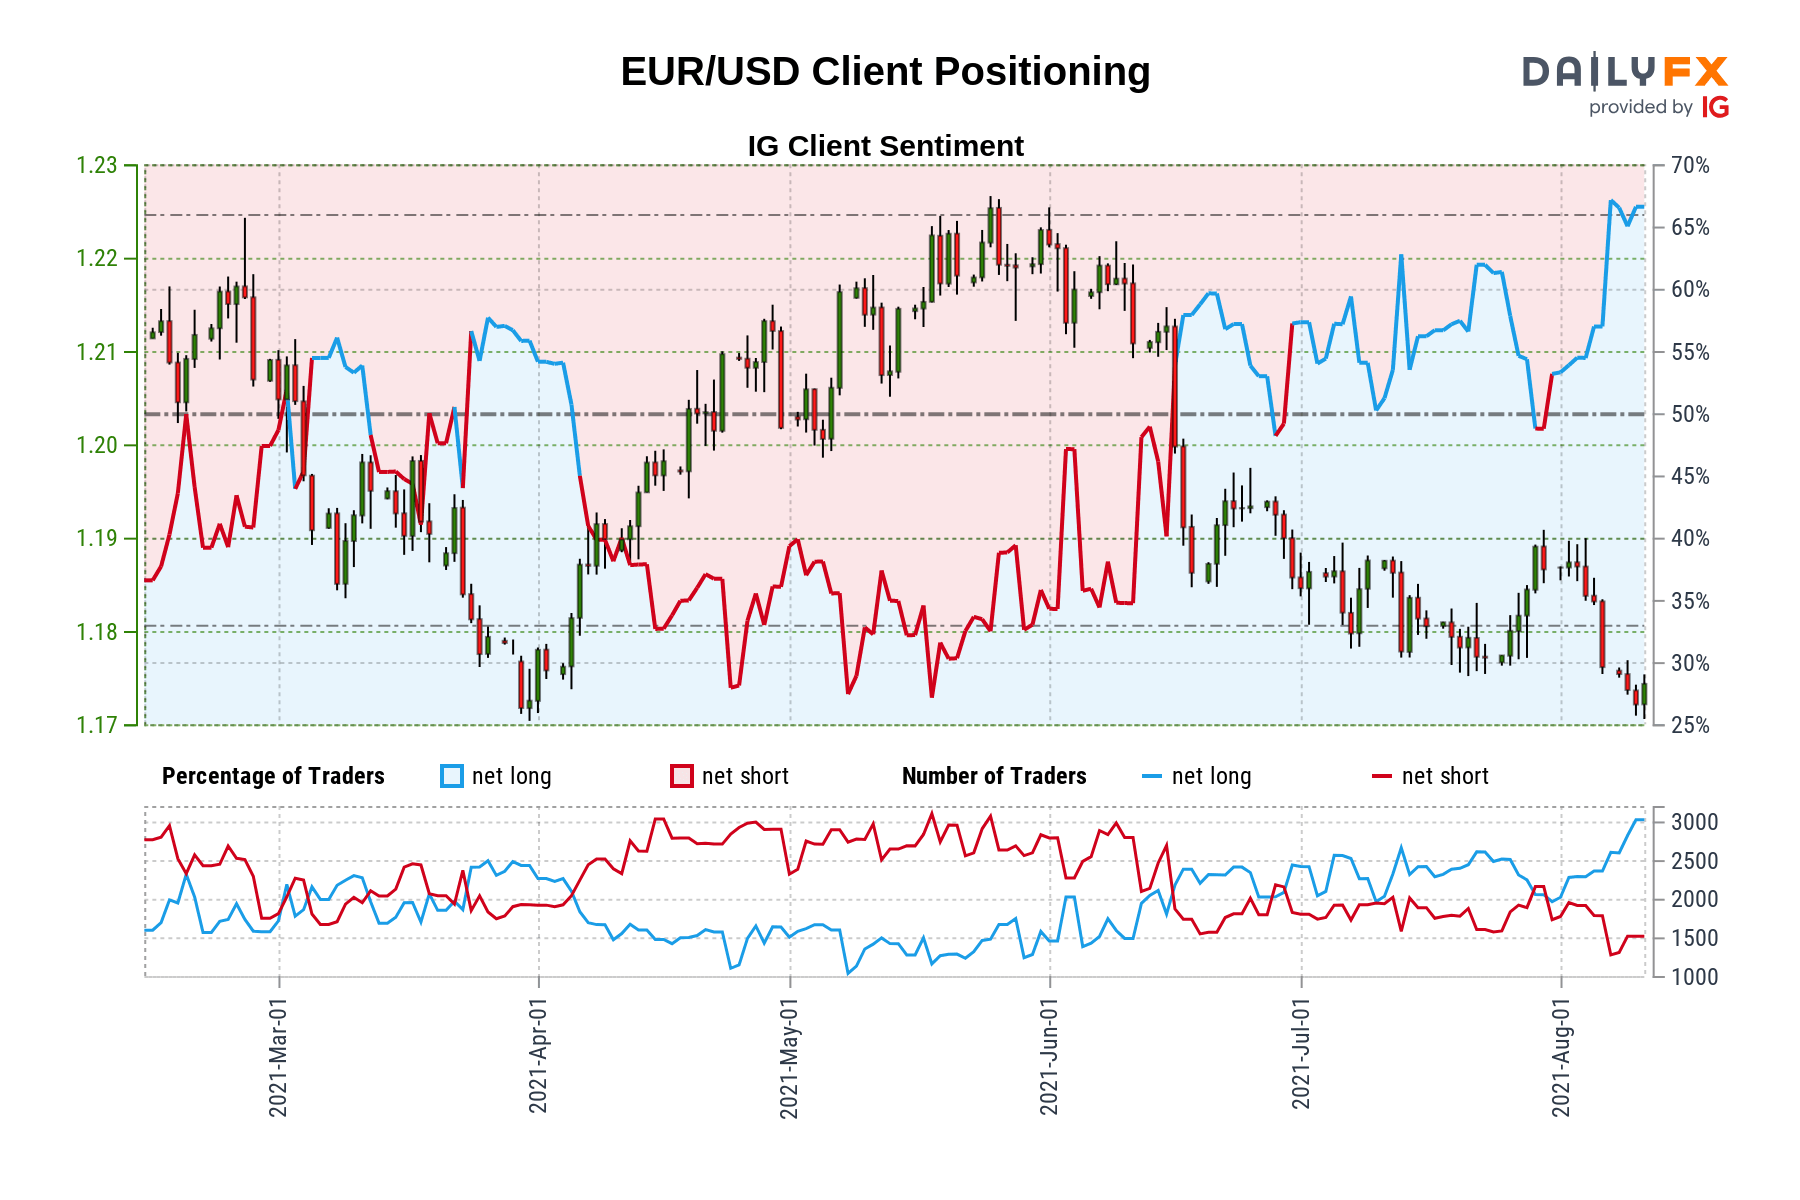 EUR/USD Client Positioning
DAILYFX
provided by IG
IG Client Sentiment
1.23
1.22
1.21
1.20
1.19
1.18
1.17
70%
65%
60%
55%
50%
45%
40%
35%
30%
25%
Percentage of Traders net long net short Number of Traders net long net short
3000
2500
2000
1500
1000
2021-Mar-01
2021-Apr-01
2021-May-01
2021-Jun-01
2021-Jul-01
2021-Aug-01